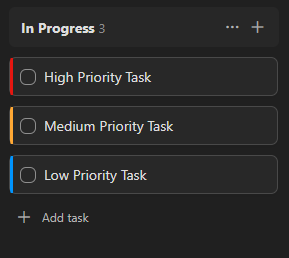 In Progress 3
High Priority Task
Medium Priority Task
Low Priority Task
Add task